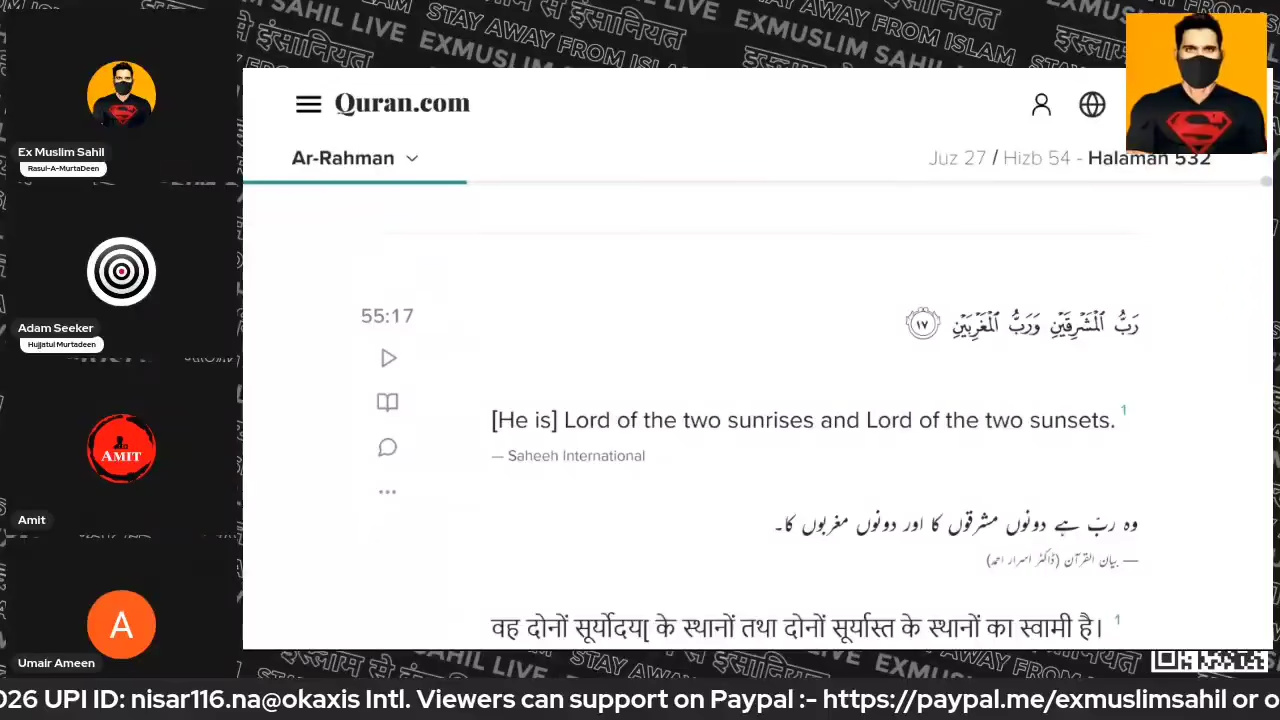 EXMUSLIM SAHIL LIVE
STAY AWAY FROM ISLAM
Ex Muslim Sahil
Rasul-A-MurtaDeen
Adam Seeker
Hujjatul Murtadeen
Amit
AMIT
A
Umair Ameen
Quran.com
Ar-Rahman
Juz 27 / Hizb 54 - Halaman 532
55:17
رَبُّ ٱلْمَشْرِقَيْنِ وَرَبُّ ٱلْمَغْرِبَيْنِ ١٧
[He is] Lord of the two sunrises and Lord of the two sunsets. 1
— Saheeh International
وہ ربّ ہے دونوں مشرقوں کا اور دونوں مغربوں کا۔
— بیان القرآن (ڈاکٹر اسرار احمد)
वह दोनों सूर्योदय[ के स्थानों तथा दोनों सूर्यास्त के स्थानों का स्वामी है। 1
026 UPI ID: nisar116.na@okaxis Intl. Viewers can support on Paypal :- https://paypal.me/exmuslimsahil or o